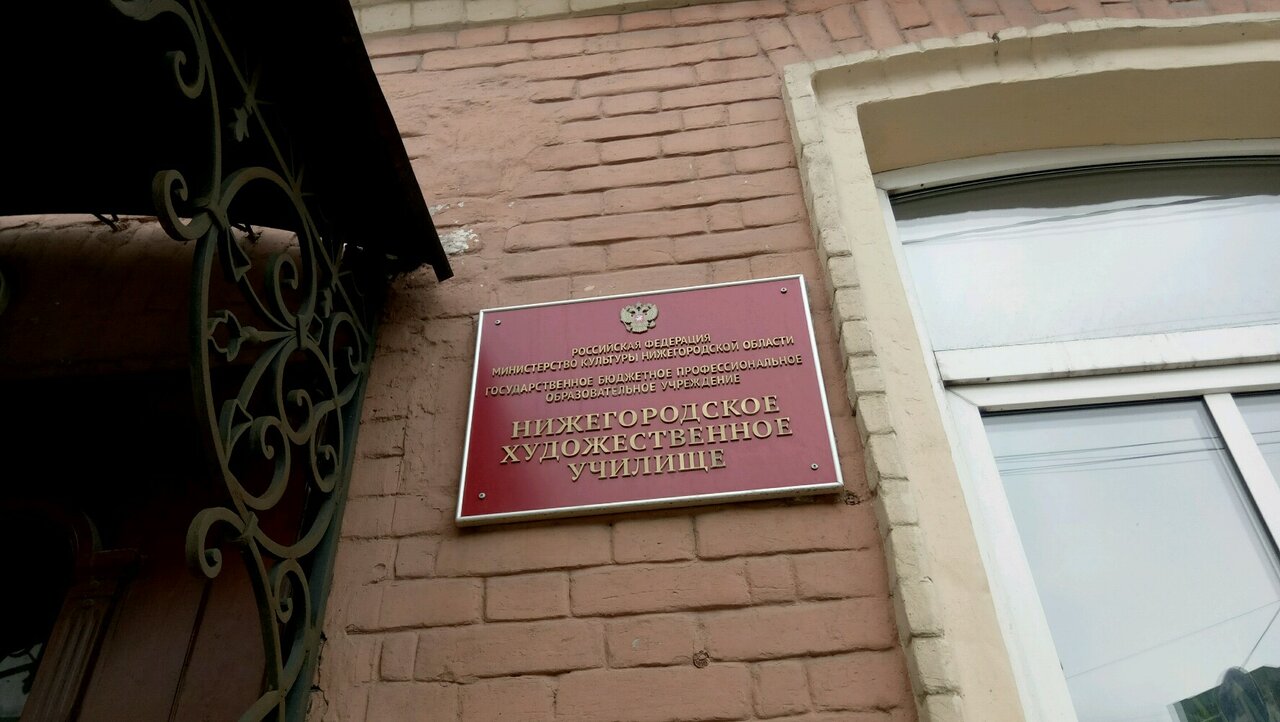 РОССИЙСКАЯ ФЕДЕРАЦИЯ
МИНИСТЕРСТВО КУЛЬТУРЫ НИЖЕГОРОДСКОЙ ОБЛАСТИ
ГОСУДАРСТВЕННОЕ БЮДЖЕТНОЕ ПРОФЕССИОНАЛЬНОЕ
ОБРАЗОВАТЕЛЬНОЕ УЧРЕЖДЕНИЕ
НИЖЕГОРОДСКОЕ
ХУДОЖЕСТВЕННОЕ
УЧИЛИЩЕ